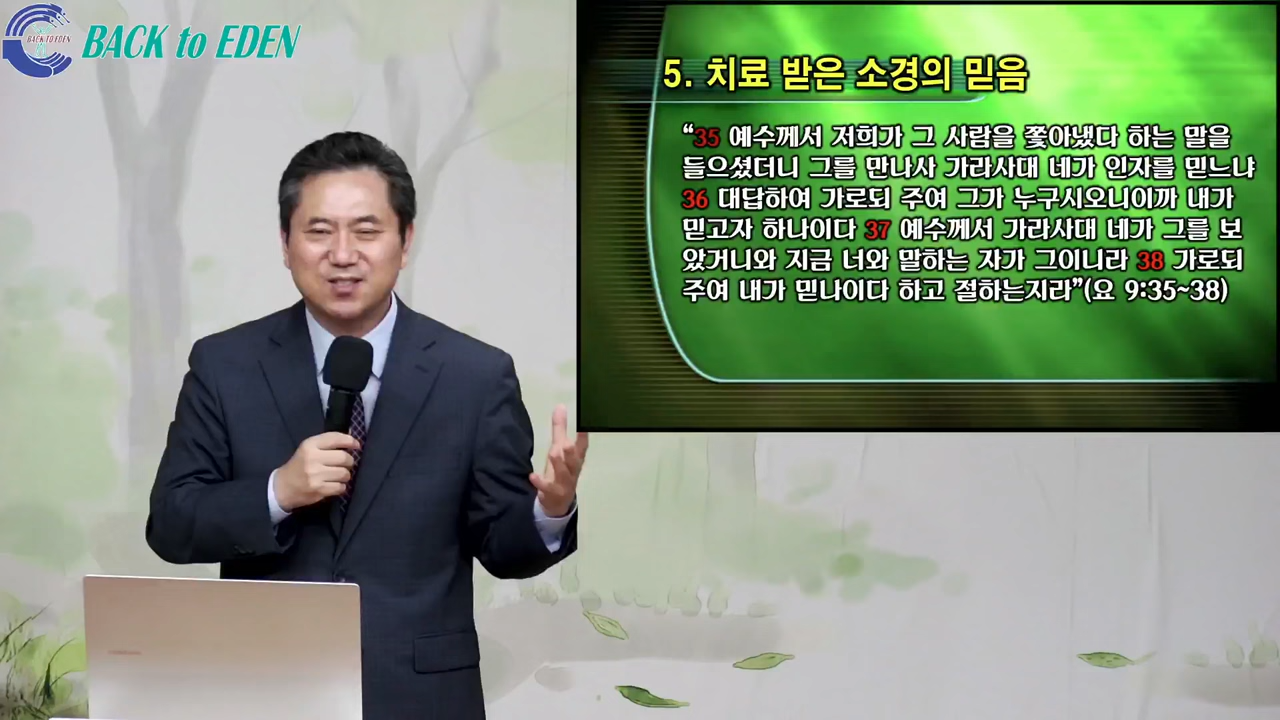 BACK TO EDEN
BACK to EDEN
5. 치료 받은 소경의 믿음
“35 예수께서 저희가 그 사람을 쫓아냈다 하는 말을
들으셨더니 그를 만나사 가라사대 네가 인자를 믿느냐
36 대답하여 가로되 주여 그가 누구시오니이까 내가
믿고자 하나이다 37 예수께서 가라사대 네가 그를 보
았거니와 지금 너와 말하는 자가 그이니라 38 가로되
주여 내가 믿나이다 하고 절하는지라”(요 9:35~38)